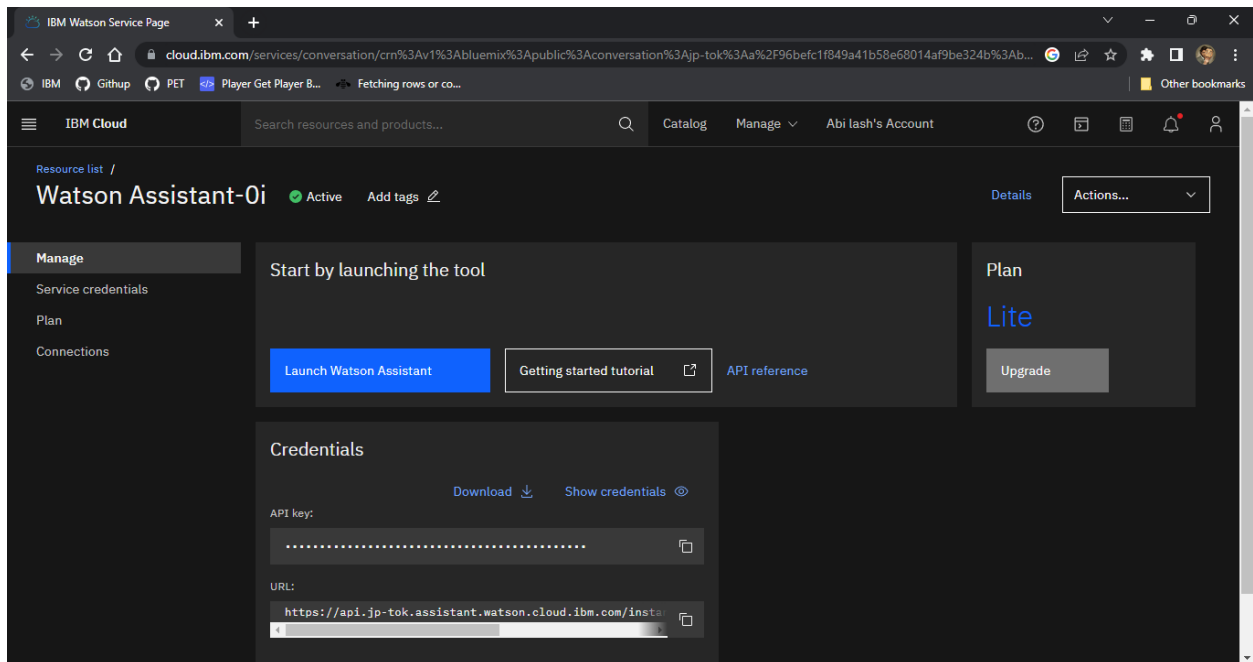 IBM Watson Service Page
cloud.ibm.com/services/conversation/crn%3Av1%3Abluemix%3Apublic%3Aconversation%3Ajp-tok%3Aa%2F96befc1f849a41b58e68014af9be324b%3Ab...
IBM Githup PET Player Get Player B... Fetching rows or co... Other bookmarks
IBM Cloud Search resources and products... Catalog Manage Abi lash's Account
Resource list /
Watson Assistant-0i Active Add tags Details Actions...
Manage
Service credentials
Plan
Connections
Start by launching the tool
Launch Watson Assistant Getting started tutorial API reference
Plan
Lite
Upgrade
Credentials
Download Show credentials
API key:
URL:
https://api.jp-tok.assistant.watson.cloud.ibm.com/insta